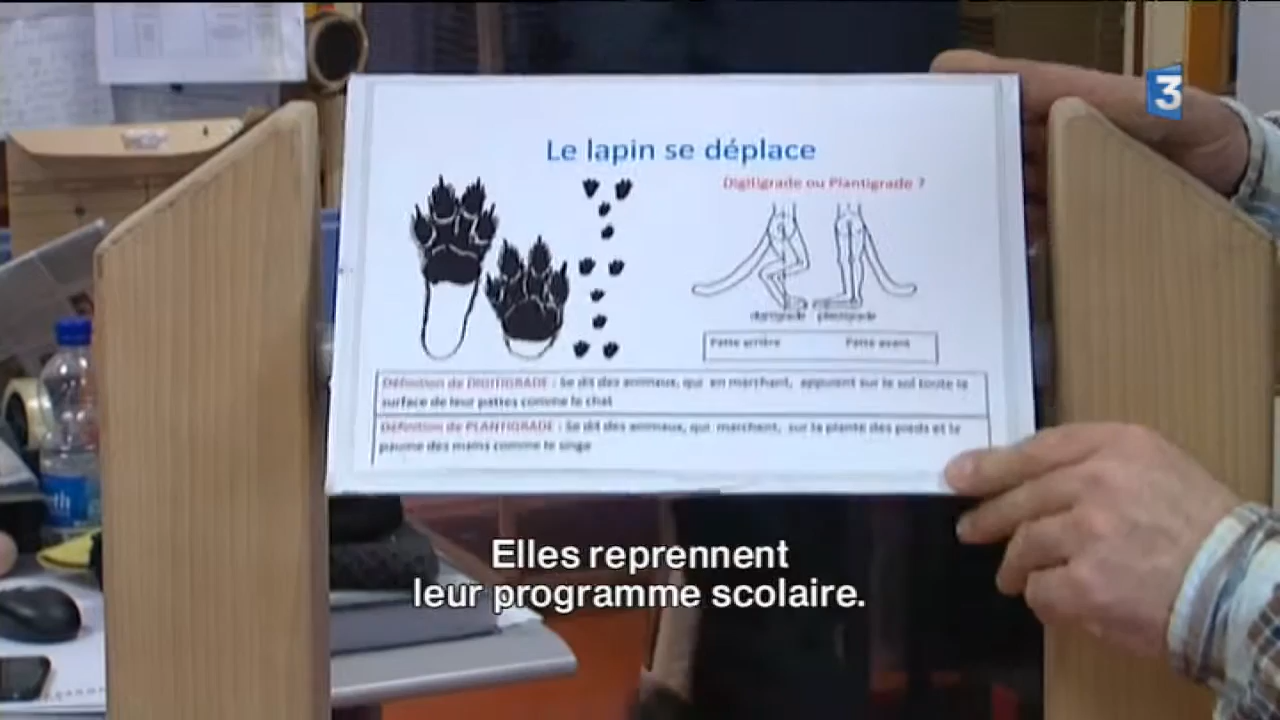 3
Le lapin se déplace
Digitigrade ou Plantigrade ?
digitigrade plantigrade
Patte arrière Patte avant
Définition de DIGITIGRADE : Se dit des animaux, qui en marchant, appuient sur le sol toute la
surface de leur pattes comme le chat
Définition de PLANTIGRADE : Se dit des animaux, qui marchent, sur la plante des pieds et le
paume des mains comme le singe
Elles reprennent
leur programme scolaire.